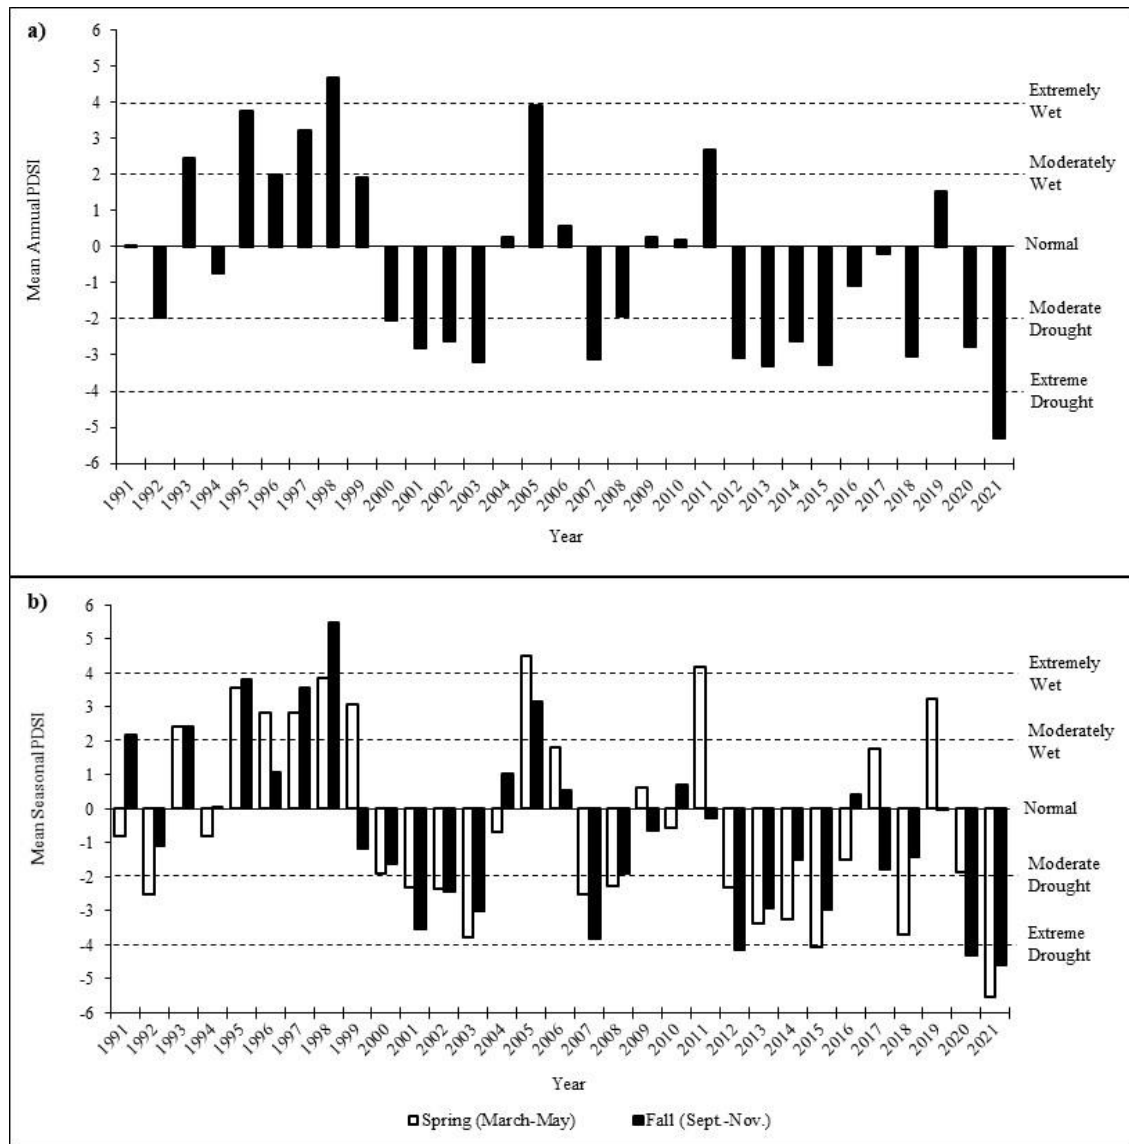 a)
6
5
4
3
2
1
0
-1
-2
-3
-4
-5
-6
Mean Annual PDSI
Extremely
Wet
Moderately
Wet
Normal
Moderate
Drought
Extreme
Drought
1991 1992 1993 1994 1995 1996 1997 1998 1999 2000 2001 2002 2003 2004 2005 2006 2007 2008 2009 2010 2011 2012 2013 2014 2015 2016 2017 2018 2019 2020 2021
Year
b)
6
5
4
3
2
1
0
-1
-2
-3
-4
-5
-6
Mean Seasonal PDSI
Extremely
Wet
Moderately
Wet
Normal
Moderate
Drought
Extreme
Drought
1991 1992 1993 1994 1995 1996 1997 1998 1999 2000 2001 2002 2003 2004 2005 2006 2007 2008 2009 2010 2011 2012 2013 2014 2015 2016 2017 2018 2019 2020 2021
Year
Spring (March-May) Fall (Sept.-Nov.)